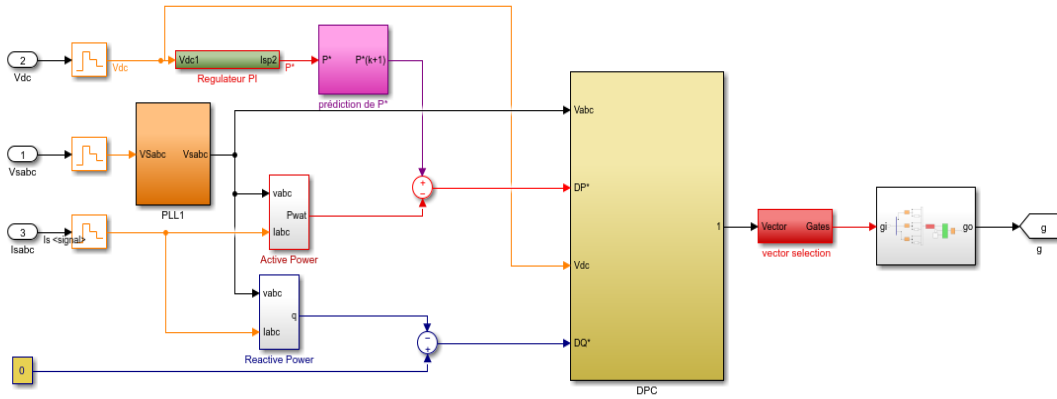 2
Vdc
Vdc
Vdc1
Isp2
Regulateur PI
P*
P*
P*(k+1)
prédiction de P*
1
Vsabc
VSabc
Vsabc
PLL1
3
Isabc
Is <signal>
vabc
Iabc
Pwat
Active Power
vabc
Iabc
q
Reactive Power
0
+
−
−
+
Vabc
DP*
Vdc
DQ*
1
DPC
Vector
Gates
vector selection
gi
go
g
g